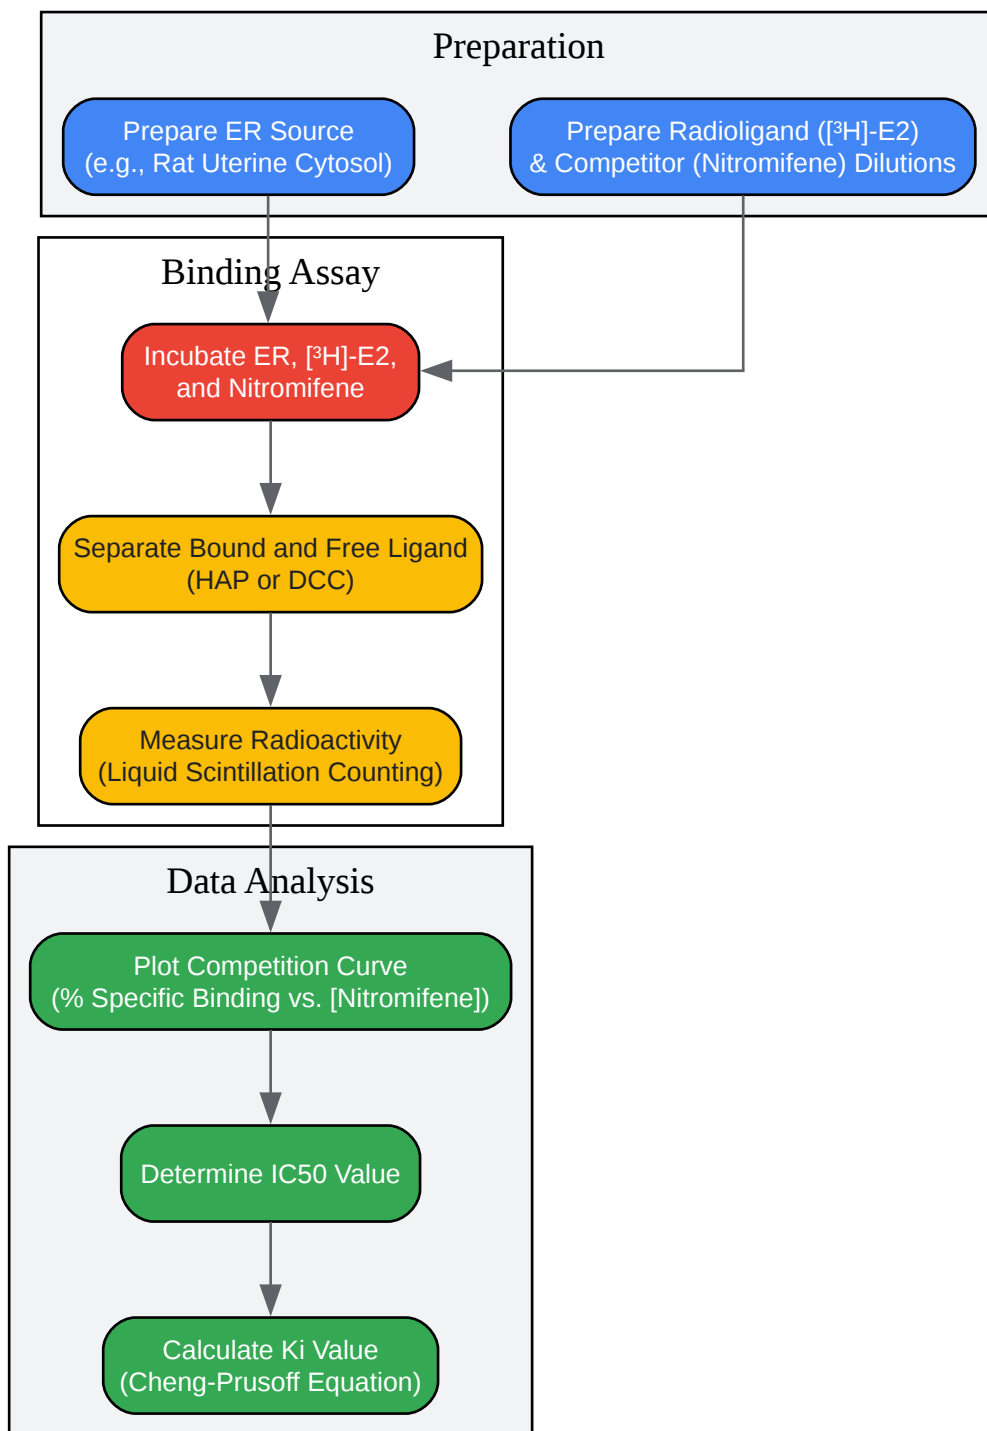 Preparation
Prepare ER Source
(e.g., Rat Uterine Cytosol)
Prepare Radioligand ([³H]-E2)
& Competitor (Nitromifene) Dilutions
Binding Assay
Incubate ER, [³H]-E2,
and Nitromifene
Separate Bound and Free Ligand
(HAP or DCC)
Measure Radioactivity
(Liquid Scintillation Counting)
Data Analysis
Plot Competition Curve
(% Specific Binding vs. [Nitromifene])
Determine IC50 Value
Calculate Ki Value
(Cheng-Prusoff Equation)